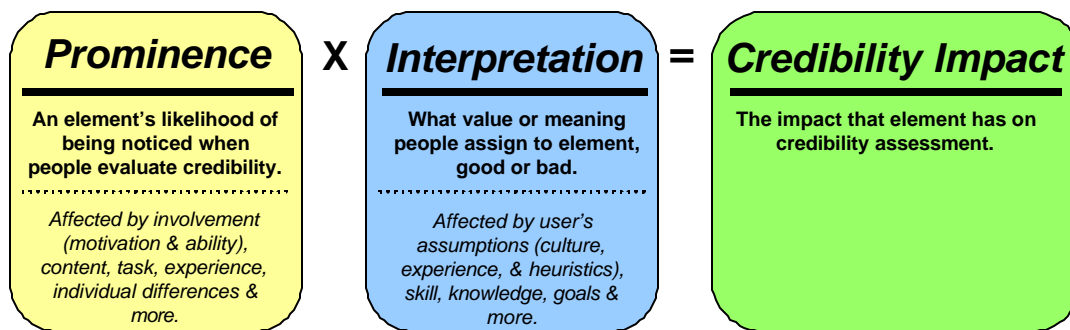 Prominence
An element’s likelihood of
being noticed when
people evaluate credibility.
Affected by involvement
(motivation & ability),
content, task, experience,
individual differences &
more.
X
Interpretation
What value or meaning
people assign to element,
good or bad.
Affected by user’s
assumptions (culture,
experience, & heuristics),
skill, knowledge, goals &
more.
=
Credibility Impact
The impact that element has on
credibility assessment.